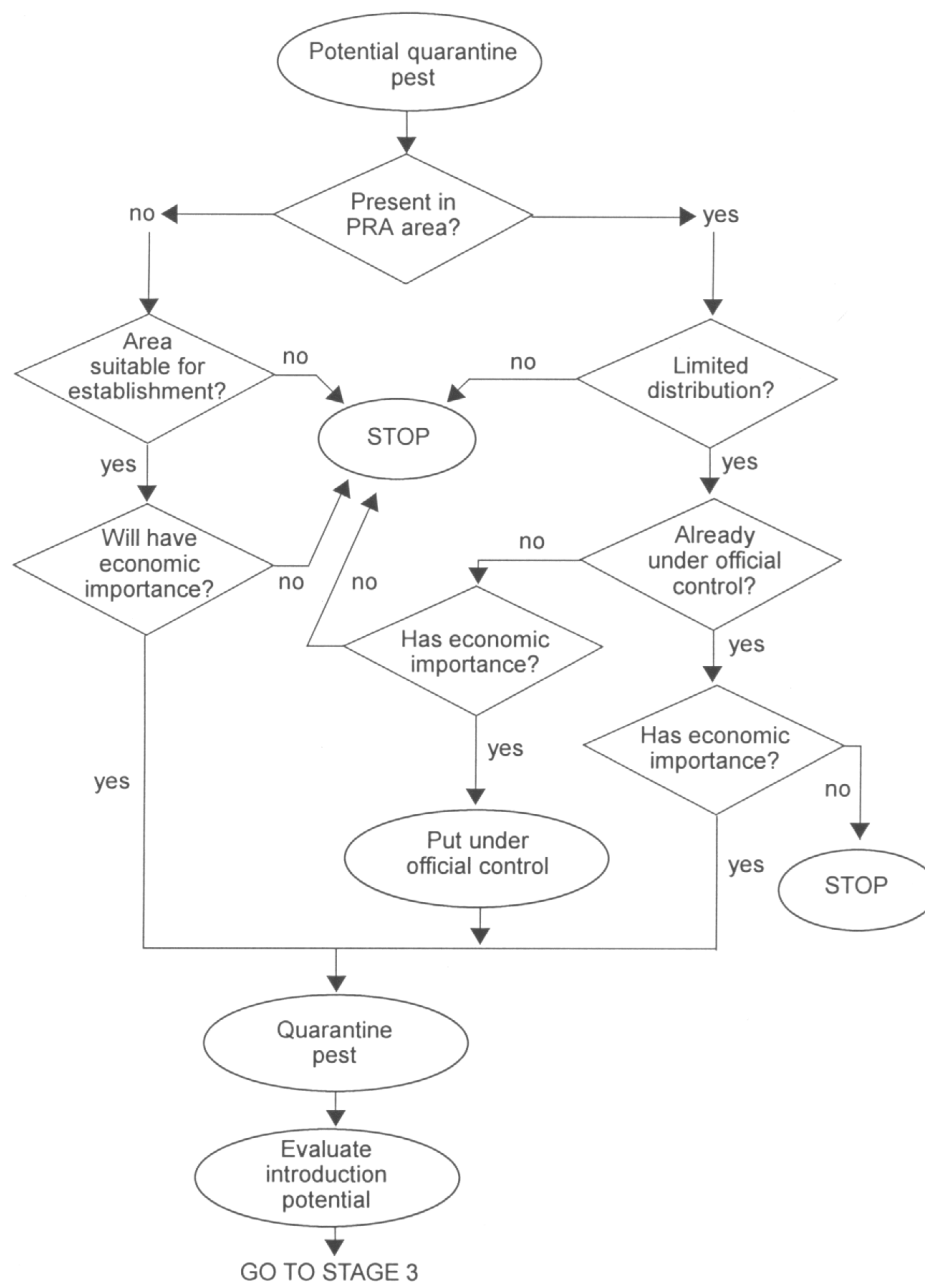 Potential quarantine
pest
Present in
PRA area?
no
yes
Area
suitable for
establishment?
no
no
Limited
distribution?
STOP
yes
yes
Will have
economic
importance?
no
no
no
Already
under official
control?
Has economic
importance?
yes
yes
Has economic
importance?
yes
no
Put under
official control
yes
STOP
Quarantine
pest
Evaluate
introduction
potential
GO TO STAGE 3